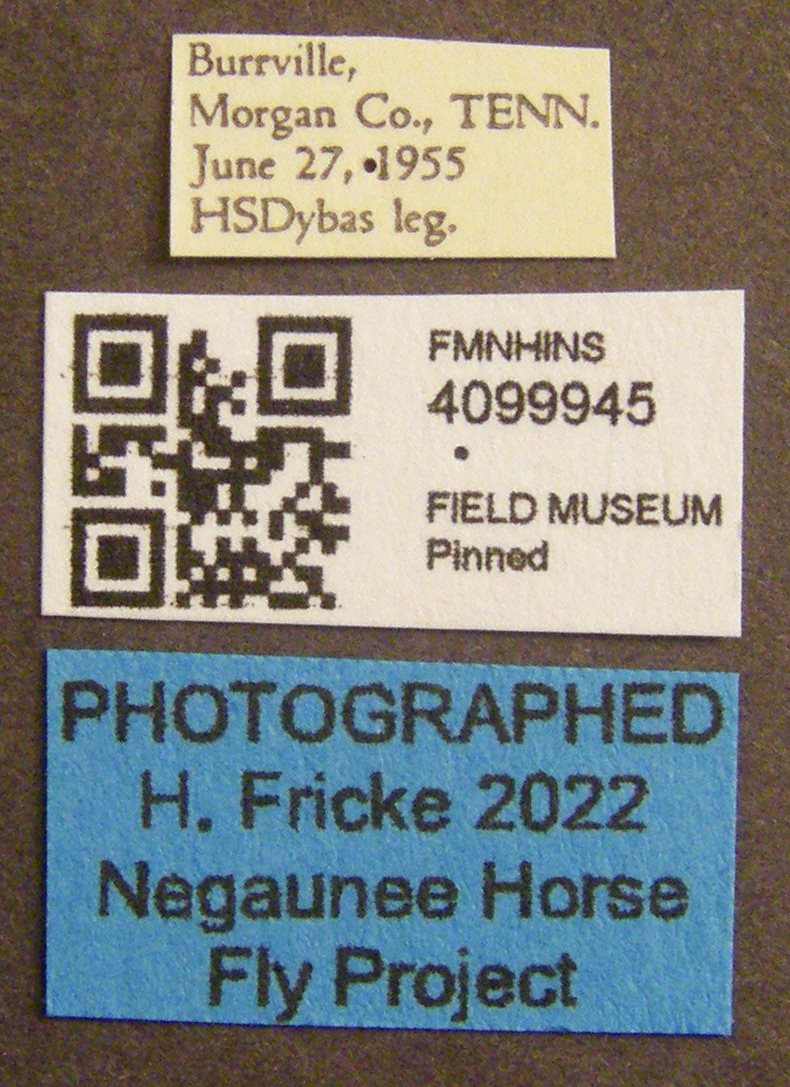 Burrville,
Morgan Co., TENN.
June 27, 1955
HSDybas leg.
FMNHINS
4099945
FIELD MUSEUM
Pinned
PHOTOGRAPHED
H. Fricke 2022
Negaunee Horse
Fly Project